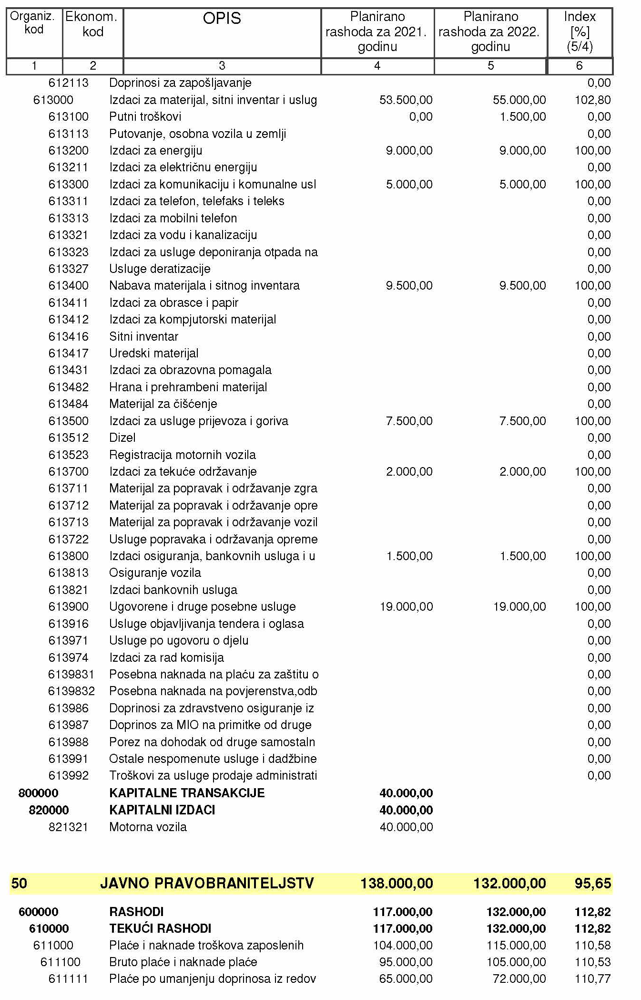 Organiz. kod Ekonom. kod OPIS Planirano rashoda za 2021. godinu Planirano rashoda za 2022. godinu Index [%] (5/4)
1 2 3 4 5 6
612113 Doprinosi za zapošljavanje 0,00
613000 Izdaci za materijal, sitni inventar i uslug 53.500,00 55.000,00 102,80
613100 Putni troškovi 0,00 1.500,00 0,00
613113 Putovanje, osobna vozila u zemlji 0,00
613200 Izdaci za energiju 9.000,00 9.000,00 100,00
613211 Izdaci za električnu energiju 0,00
613300 Izdaci za komunikaciju i komunalne usl 5.000,00 5.000,00 100,00
613311 Izdaci za telefon, telefaks i teleks 0,00
613313 Izdaci za mobilni telefon 0,00
613321 Izdaci za vodu i kanalizaciju 0,00
613323 Izdaci za usluge deponiranja otpada na 0,00
613327 Usluge deratizacije 0,00
613400 Nabava materijala i sitnog inventara 9.500,00 9.500,00 100,00
613411 Izdaci za obrasce i papir 0,00
613412 Izdaci za kompjutorski materijal 0,00
613416 Sitni inventar 0,00
613417 Uredski materijal 0,00
613431 Izdaci za obrazovna pomagala 0,00
613482 Hrana i prehrambeni materijal 0,00
613484 Materijal za čišćenje 0,00
613500 Izdaci za usluge prijevoza i goriva 7.500,00 7.500,00 100,00
613512 Dizel 0,00
613523 Registracija motornih vozila 0,00
613700 Izdaci za tekuće održavanje 2.000,00 2.000,00 100,00
613711 Materijal za popravak i održavanje zgra 0,00
613712 Materijal za popravak i održavanje opre 0,00
613713 Materijal za popravak i održavanje vozil 0,00
613722 Usluge popravaka i održavanja opreme 0,00
613800 Izdaci osiguranja, bankovnih usluga i u 1.500,00 1.500,00 100,00
613813 Osiguranje vozila 0,00
613821 Izdaci bankovnih usluga 0,00
613900 Ugovorene i druge posebne usluge 19.000,00 19.000,00 100,00
613916 Usluge objavljivanja tendera i oglasa 0,00
613971 Usluge po ugovoru o djelu 0,00
613974 Izdaci za rad komisija 0,00
6139831 Posebna naknada na plaću za zaštitu o 0,00
6139832 Posebna naknada na povjerenstva,odb 0,00
613986 Doprinosi za zdravstveno osiguranje iz 0,00
613987 Doprinos za MIO na primitke od druge 0,00
613988 Porez na dohodak od druge samostaln 0,00
613991 Ostale nespomenute usluge i dadžbine 0,00
613992 Troškovi za usluge prodaje administrati 0,00
800000 KAPITALNE TRANSAKCIJE 40.000,00
820000 KAPITALNI IZDACI 40.000,00
821321 Motorna vozila 40.000,00
50 JAVNO PRAVOBRANITELJSTV 138.000,00 132.000,00 95,65
600000 RASHODI 117.000,00 132.000,00 112,82
610000 TEKUĆI RASHODI 117.000,00 132.000,00 112,82
611000 Plaće i naknade troškova zaposlenih 104.000,00 115.000,00 110,58
611100 Bruto plaće i naknade plaće 95.000,00 105.000,00 110,53
611111 Plaće po umanjenju doprinosa iz redov 65.000,00 72.000,00 110,77